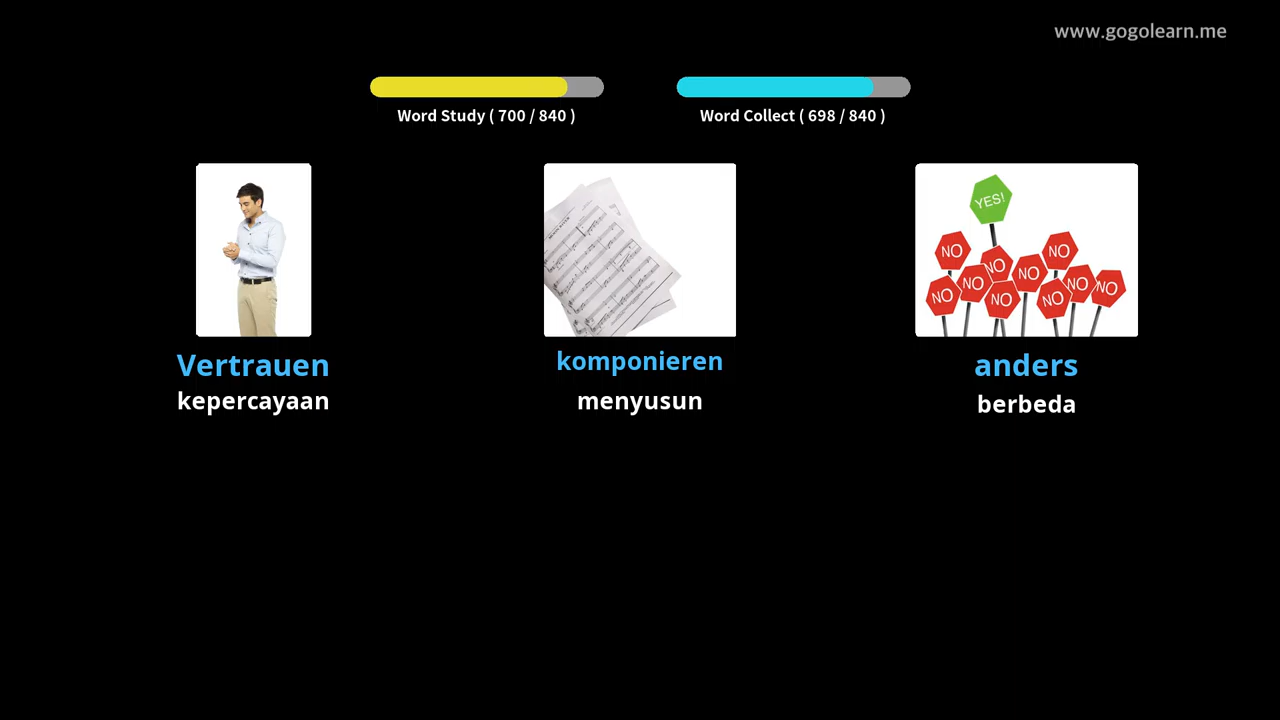 www.gogolearn.me
Word Study ( 700 / 840 )
Word Collect ( 698 / 840 )
YES!
NO
NO
NO
NO
NO
NO
NO
NO
NO
NO
Vertrauen
komponieren
anders
kepercayaan
menyusun
berbeda